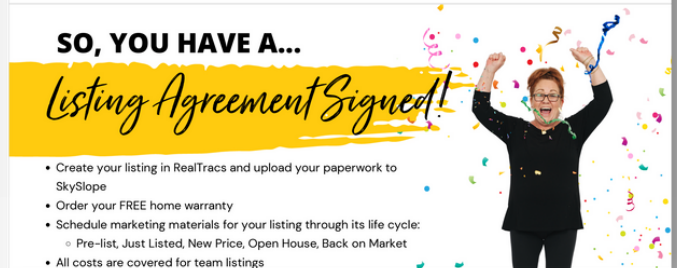 SO, YOU HAVE A...
Listing Agreement Signed!
• Create your listing in RealTracs and upload your paperwork to
SkySlope
• Order your FREE home warranty
• Schedule marketing materials for your listing through its life cycle:
○ Pre-list, Just Listed, New Price, Open House, Back on Market
• All costs are covered for team listings